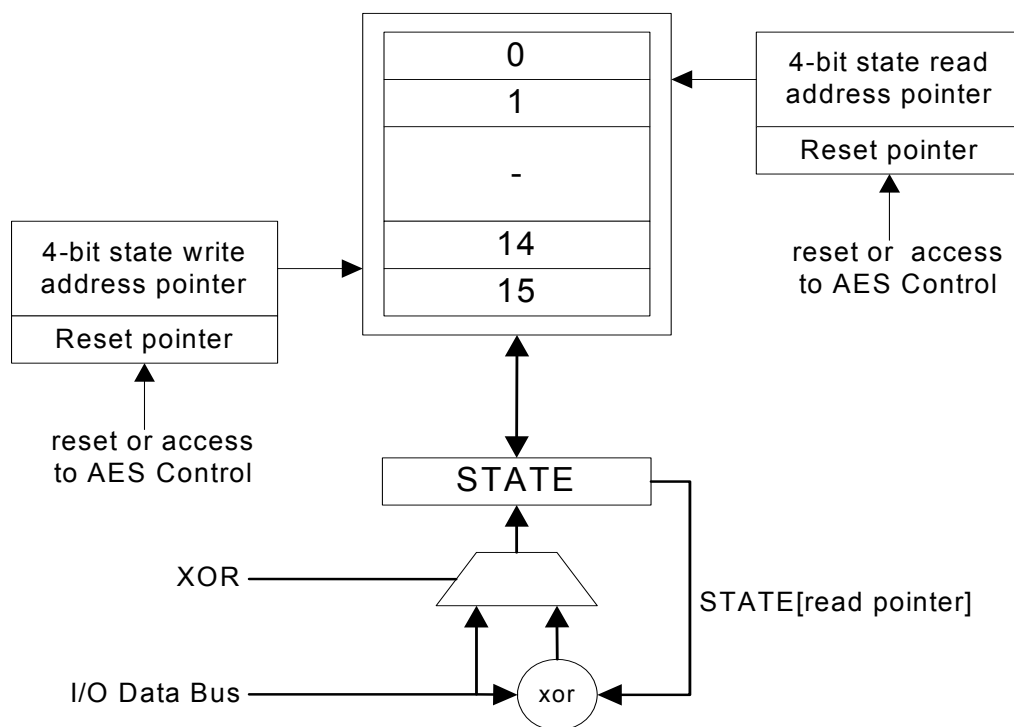 0
1
-
14
15
4-bit state read
address pointer
Reset pointer
reset or access
to AES Control
4-bit state write
address pointer
Reset pointer
reset or access
to AES Control
STATE
XOR
STATE[read pointer]
I/O Data Bus
xor